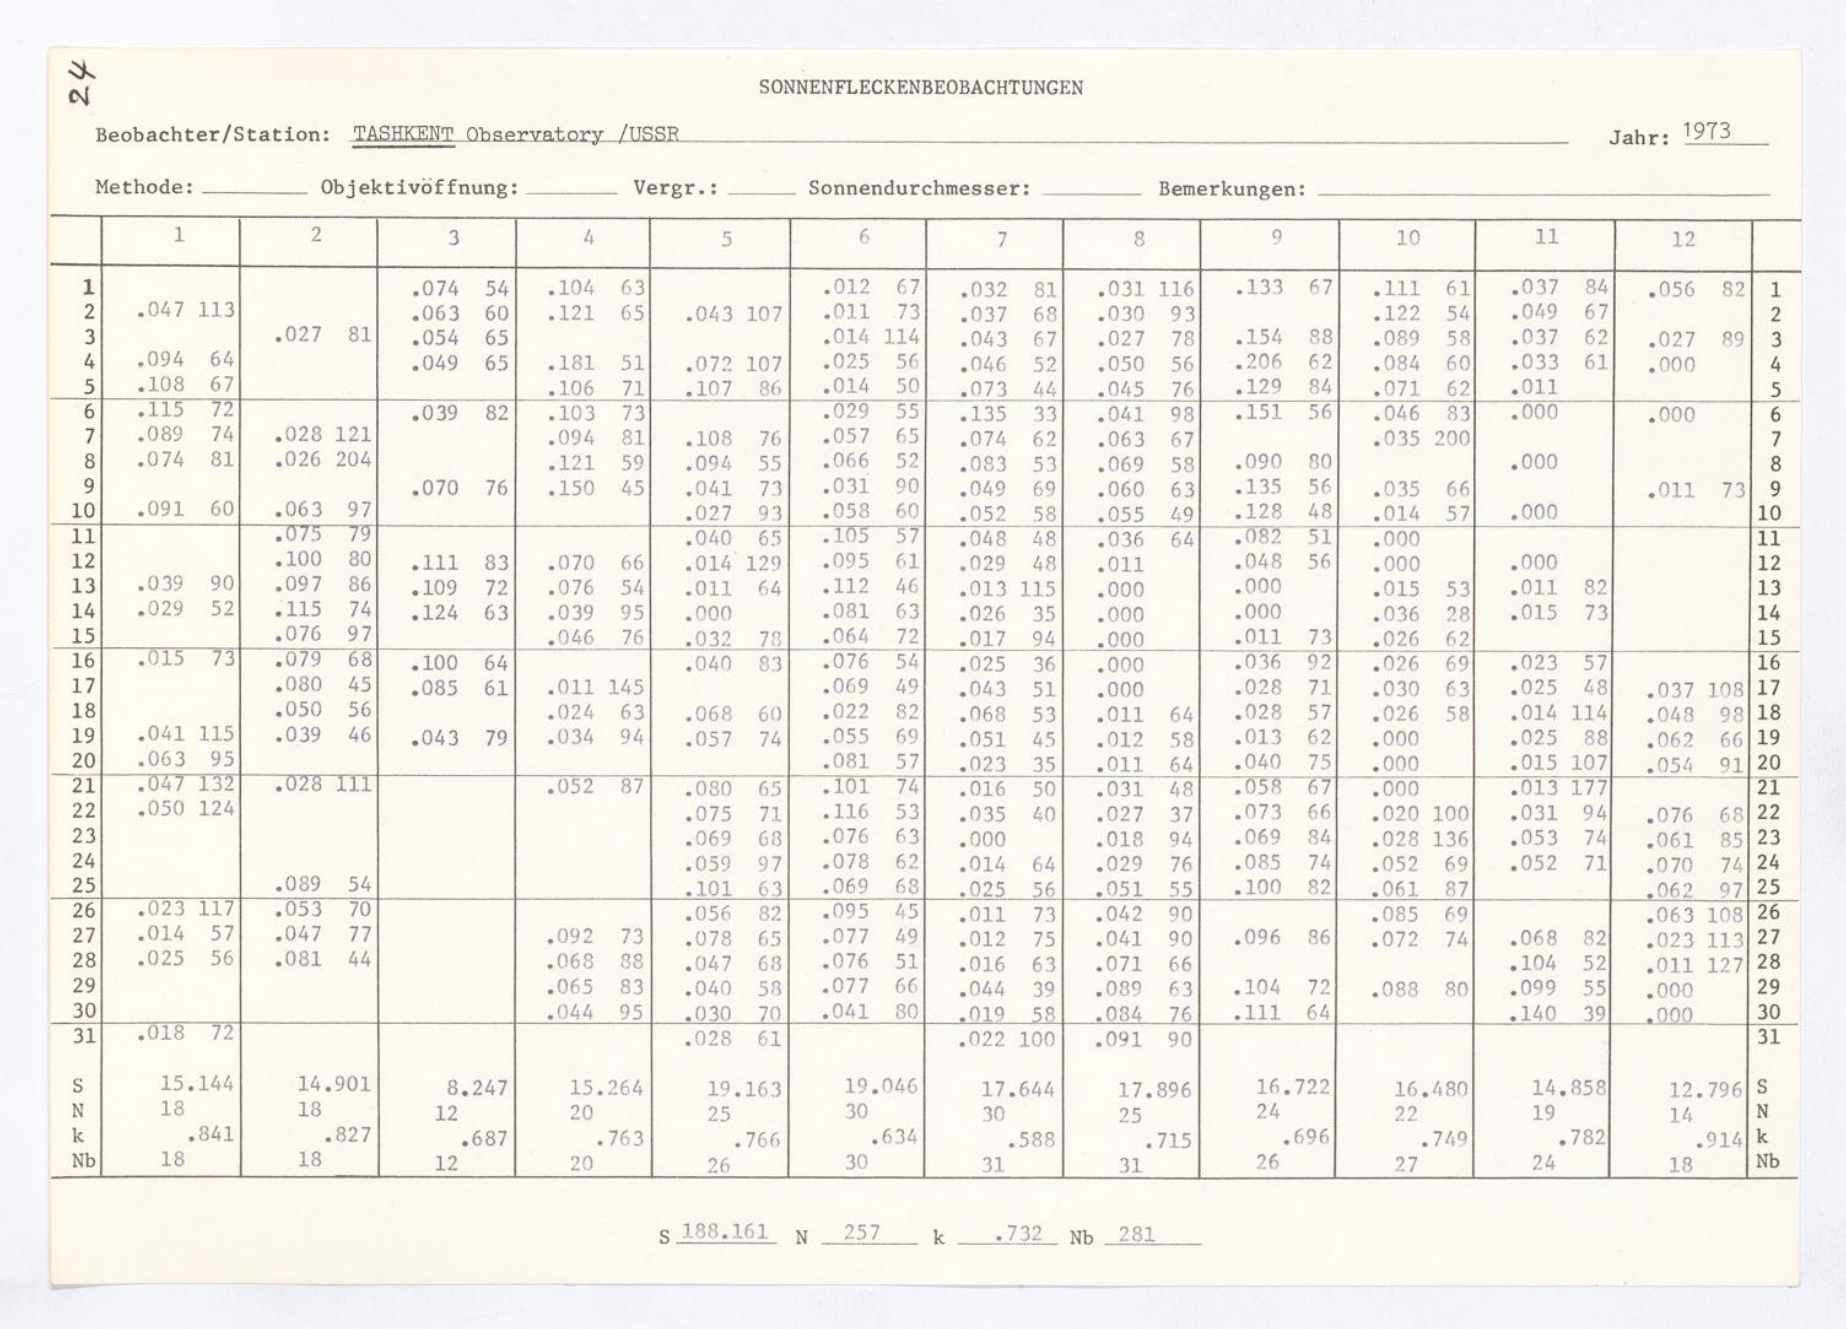 24
SONNENFLECKENBEOBACHTUNGEN
Beobachter/Station: TASHKENT Observatory /USSR Jahr: 1973
Methode: Objektivöffnung: Vergr.: Sonnendurchmesser: Bemerkungen:
1 2 3 4 5 6 7 8 9 10 11 12
1 .074 54 .104 63 .012 67 .032 81 .031 116 .133 67 .111 61 .037 84 .056 82 1
2 .047 113 .063 60 .121 65 .043 107 .011 73 .037 68 .030 93 .122 54 .049 67 2
3 .027 81 .054 65 .014 114 .043 67 .027 78 .154 88 .089 58 .037 62 .027 89 3
4 .094 64 .049 65 .181 51 .072 107 .025 56 .046 52 .050 56 .206 62 .084 60 .033 61 .000 4
5 .108 67 .106 71 .107 86 .014 50 .073 44 .045 76 .129 84 .071 62 .011 5
6 .115 72 .039 82 .103 73 .029 55 .135 33 .041 98 .151 56 .046 83 .000 .000 6
7 .089 74 .028 121 .094 81 .108 76 .057 65 .074 62 .063 67 .035 200 7
8 .074 81 .026 204 .121 59 .094 55 .066 52 .083 53 .069 58 .090 80 .000 8
9 .070 76 .150 45 .041 73 .031 90 .049 69 .060 63 .135 56 .035 66 .011 73 9
10 .091 60 .063 97 .027 93 .058 60 .052 58 .055 49 .128 48 .014 57 .000 10
11 .075 79 .040 65 .105 57 .048 48 .036 64 .082 51 .000 11
12 .100 80 .111 83 .070 66 .014 129 .095 61 .029 48 .011 .048 56 .000 .000 12
13 .039 90 .097 86 .109 72 .076 54 .011 64 .112 46 .013 115 .000 .000 .015 53 .011 82 13
14 .029 52 .115 74 .124 63 .039 95 .000 .081 63 .026 35 .000 .000 .036 28 .015 73 14
15 .076 97 .046 76 .032 78 .064 72 .017 94 .000 .011 73 .026 62 15
16 .015 73 .079 68 .100 64 .040 83 .076 54 .025 36 .000 .036 92 .026 69 .023 57 16
17 .080 45 .085 61 .011 145 .069 49 .043 51 .000 .028 71 .030 63 .025 48 .037 108 17
18 .050 56 .024 63 .068 60 .022 82 .068 53 .011 64 .028 57 .026 58 .014 114 .048 98 18
19 .041 115 .039 46 .043 79 .034 94 .057 74 .055 69 .051 45 .012 58 .013 62 .000 .025 88 .062 66 19
20 .063 95 .081 57 .023 35 .011 64 .040 75 .000 .015 107 .054 91 20
21 .047 132 .028 111 .052 87 .080 65 .101 74 .016 50 .031 48 .058 67 .000 .013 177 21
22 .050 124 .075 71 .116 53 .035 40 .027 37 .073 66 .020 100 .031 94 .076 68 22
23 .069 68 .076 63 .000 .018 94 .069 84 .028 136 .053 74 .061 85 23
24 .059 97 .078 62 .014 64 .029 76 .085 74 .052 69 .052 71 .070 74 24
25 .089 54 .101 63 .069 68 .025 56 .051 55 .100 82 .061 87 .062 97 25
26 .023 117 .053 70 .056 82 .095 45 .011 73 .042 90 .085 69 .063 108 26
27 .014 57 .047 77 .092 73 .078 65 .077 49 .012 75 .041 90 .096 86 .072 74 .068 82 .023 113 27
28 .025 56 .081 44 .068 88 .047 68 .076 51 .016 63 .071 66 .104 52 .011 127 28
29 .065 83 .040 58 .077 66 .044 39 .089 63 .104 72 .088 80 .099 55 .000 29
30 .044 95 .030 70 .041 80 .019 58 .084 76 .111 64 .140 39 .000 30
31 .018 72 .028 61 .022 100 .091 90 31
S 15.144 14.901 8.247 15.264 19.163 19.046 17.644 17.896 16.722 16.480 14.858 12.796 S
N 18 18 12 20 25 30 30 25 24 22 19 14 N
k .841 .827 .687 .763 .766 .634 .588 .715 .696 .749 .782 .914 k
Nb 18 18 12 20 26 30 31 31 26 27 24 18 Nb
S 188.161 N 257 k .732 Nb 281